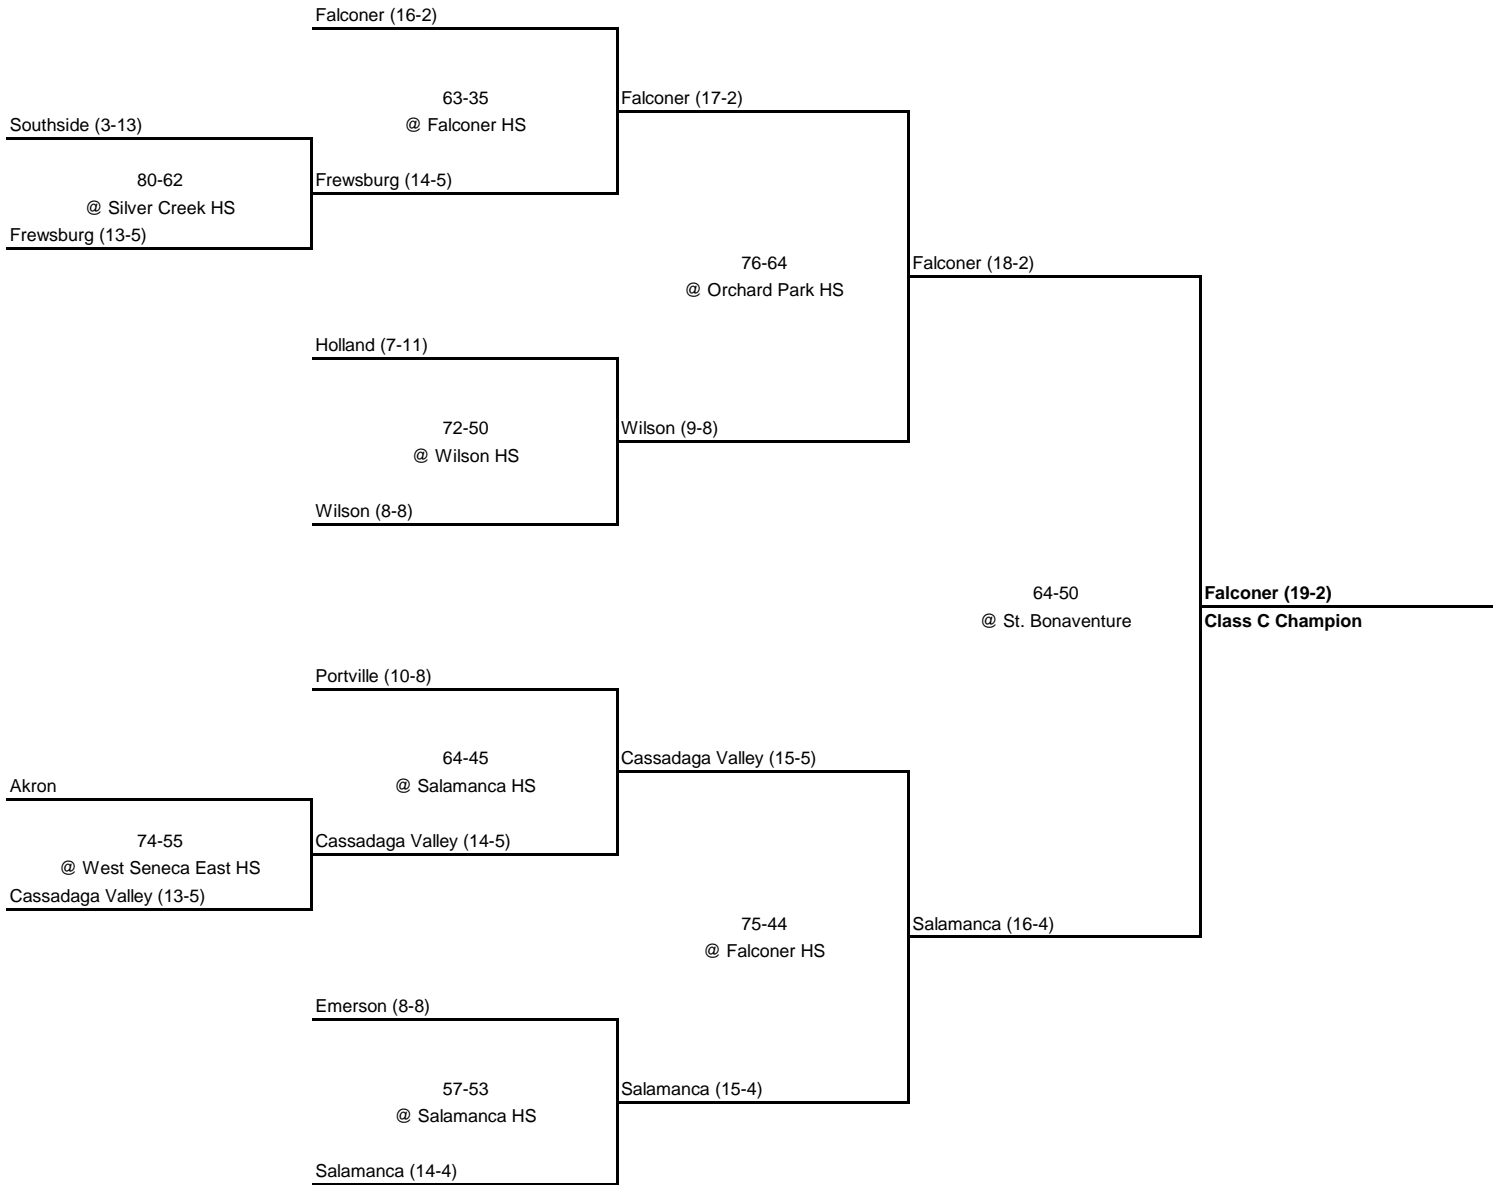 Falconer (16-2)
63-35
@ Falconer HS
Falconer (17-2)
Southside (3-13)
80-62
@ Silver Creek HS
Frewsburg (14-5)
Frewsburg (13-5)
76-64
@ Orchard Park HS
Falconer (18-2)
Holland (7-11)
72-50
@ Wilson HS
Wilson (9-8)
Wilson (8-8)
64-50
@ St. Bonaventure
Falconer (19-2)
Class C Champion
Portville (10-8)
64-45
@ Salamanca HS
Cassadaga Valley (15-5)
Akron
74-55
@ West Seneca East HS
Cassadaga Valley (14-5)
Cassadaga Valley (13-5)
75-44
@ Falconer HS
Salamanca (16-4)
Emerson (8-8)
57-53
@ Salamanca HS
Salamanca (15-4)
Salamanca (14-4)